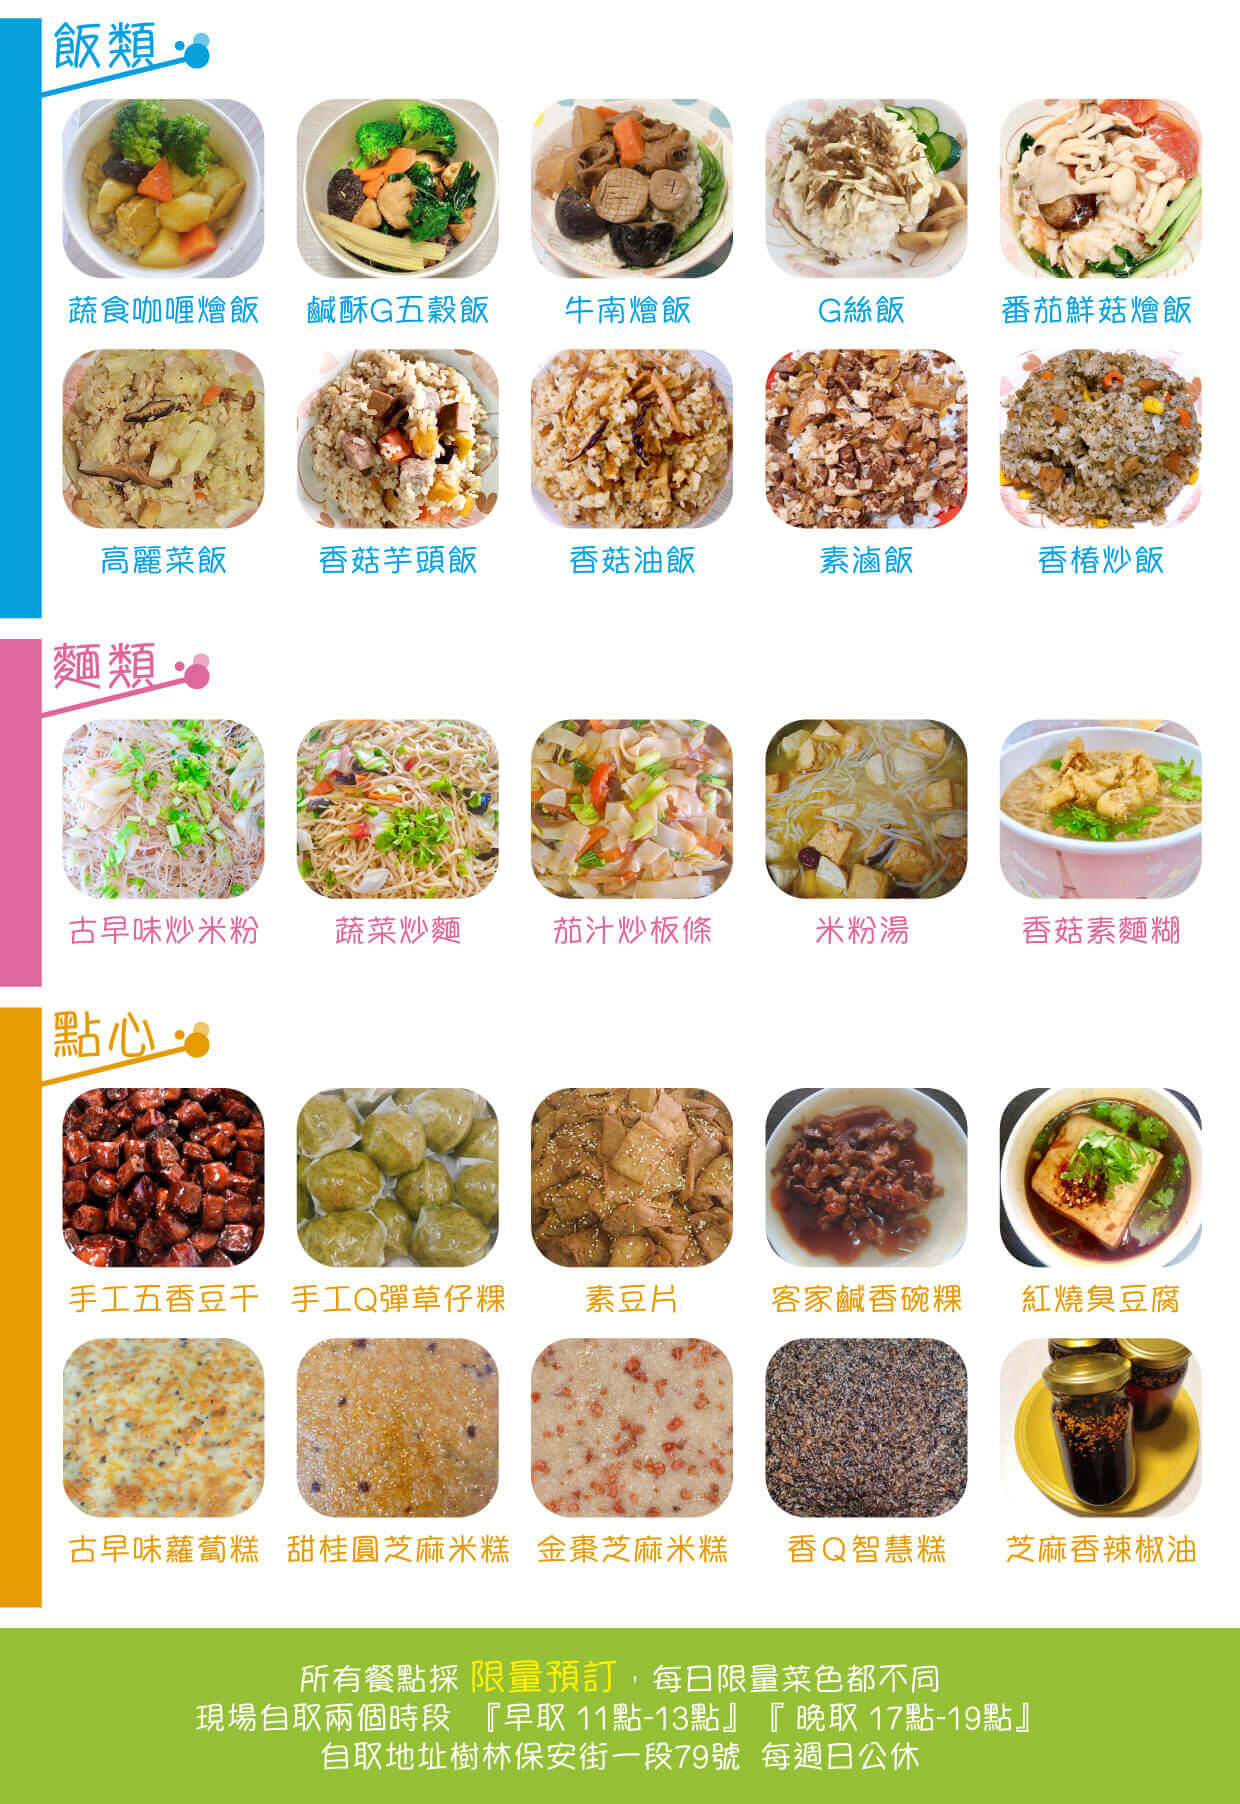 飯類
蔬食咖喱燴飯
鹹酥G五穀飯
牛南燴飯
G絲飯
番茄鮮菇燴飯
高麗菜飯
香菇芋頭飯
香菇油飯
素滷飯
香椿炒飯
麵類
古早味炒米粉
蔬菜炒麵
茄汁炒板條
米粉湯
香菇素麵糊
點心
手工五香豆干
手工Q彈草仔粿
素豆片
客家鹹香碗粿
紅燒臭豆腐
古早味蘿蔔糕
甜桂圓芝麻米糕
金棗芝麻米糕
香Q智慧糕
芝麻香辣椒油
所有餐點採 限量預訂，每日限量菜色都不同
現場自取兩個時段 『早取 11點-13點』『 晚取 17點-19點』
自取地址樹林保安街一段79號 每週日公休